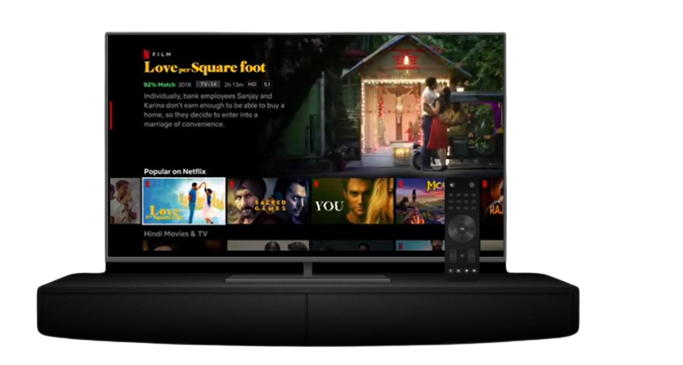 N FILM
Love per Square foot
92% Match 2018 TV-14 2h 13m HD 5.1
Individually, bank employees Sanjay and
Karina don't earn enough to be able to buy a
home, so they decide to enter into a
marriage of convenience.
Popular on Netflix
Love
per Square foot
SACRED
GAMES
YOU
MO
RA
Hindi Movies & TV